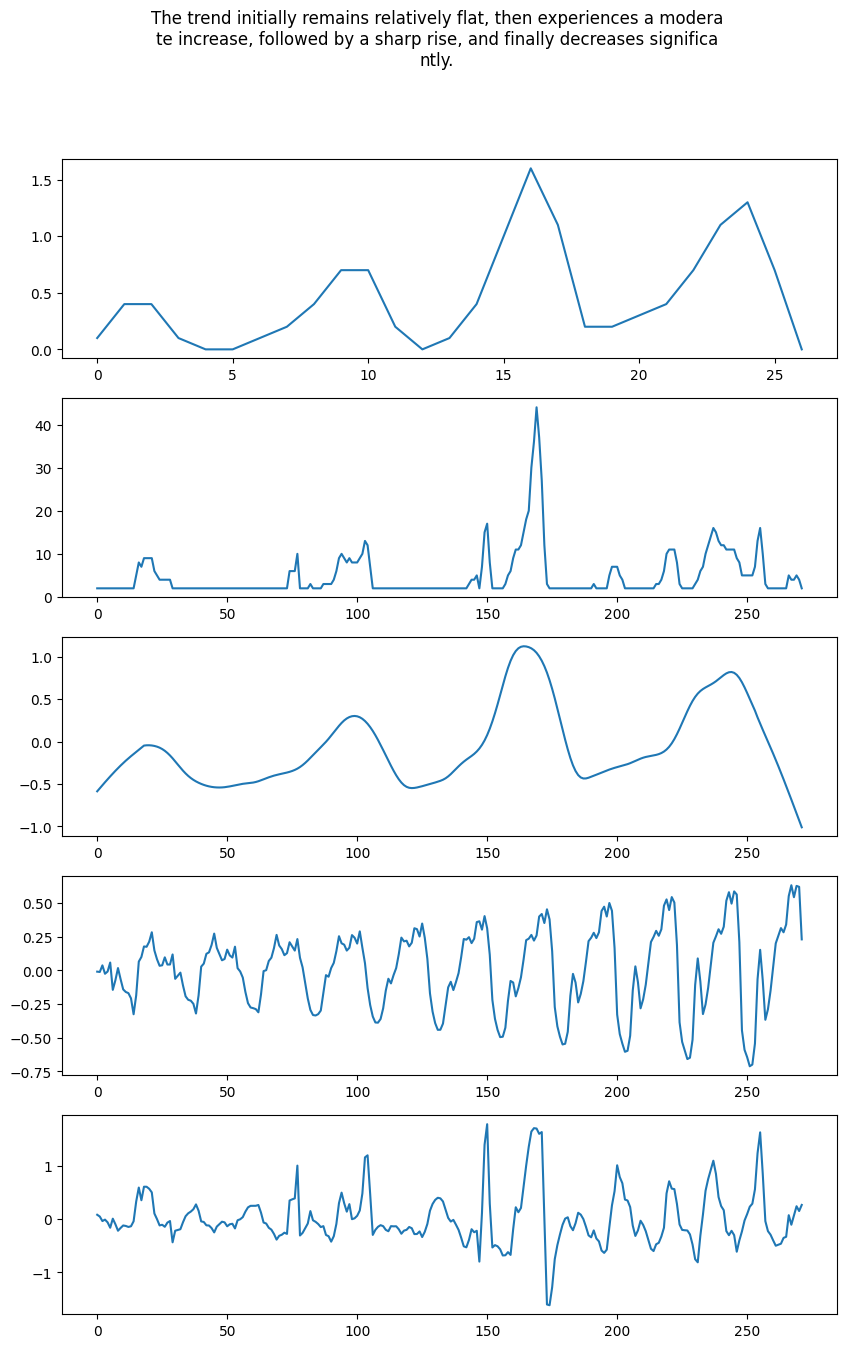 The trend initially remains relatively flat, then experiences a modera
te increase, followed by a sharp rise, and finally decreases significa
ntly.
1.5
1.0
0.5
0.0
0 5 10 15 20 25
40
30
20
10
0
0 50 100 150 200 250
1.0
0.5
0.0
−0.5
−1.0
0 50 100 150 200 250
0.50
0.25
0.00
−0.25
−0.50
−0.75
0 50 100 150 200 250
1
0
−1
0 50 100 150 200 250